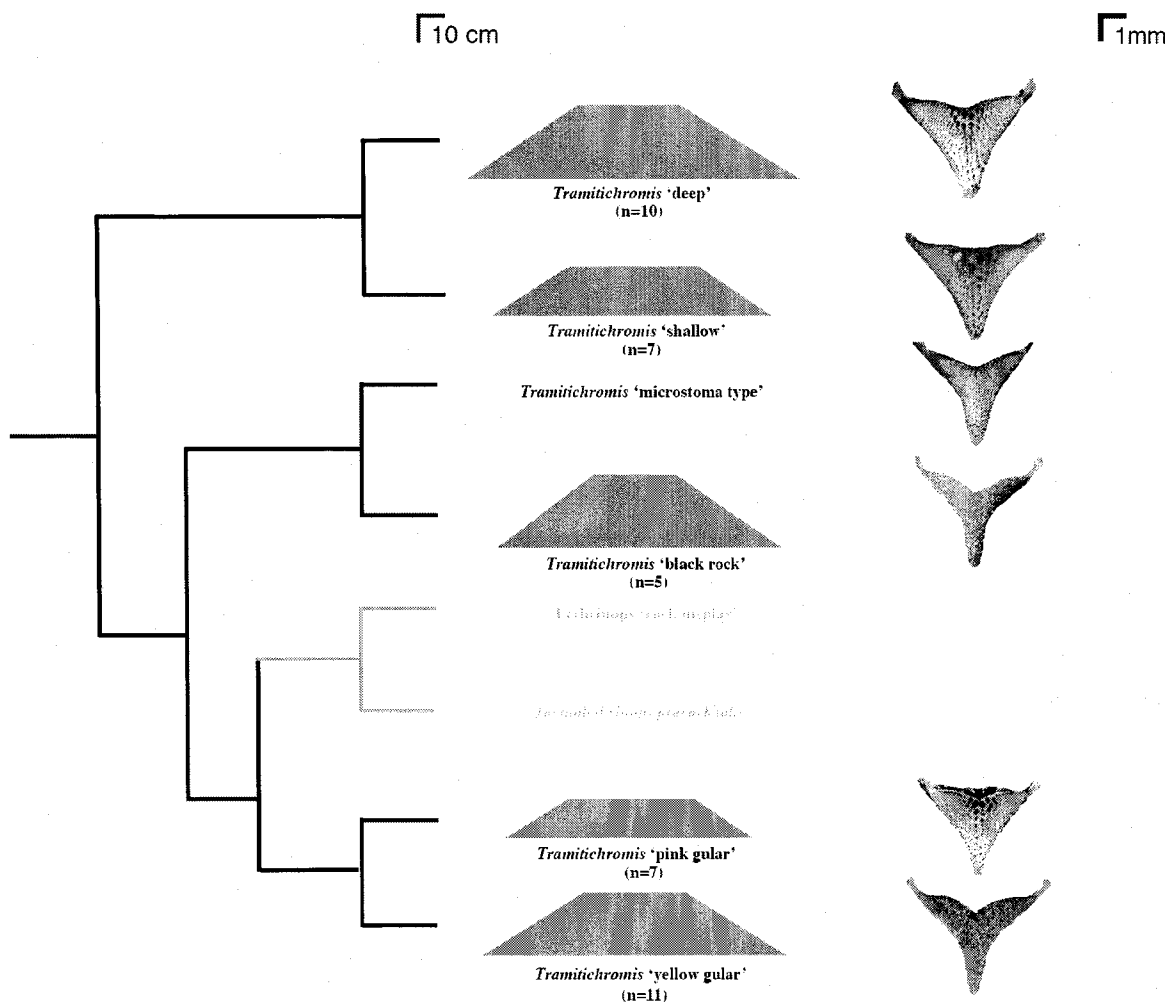 10 cm
1mm
Tramitichromis ‘deep’
(n=10)
Tramitichromis ‘shallow’
(n=7)
Tramitichromis ‘microstoma type’
Tramitichromis ‘black rock’
(n=5)
Tramitichromis ‘pink gular’
(n=7)
Tramitichromis ‘yellow gular’
(n=11)